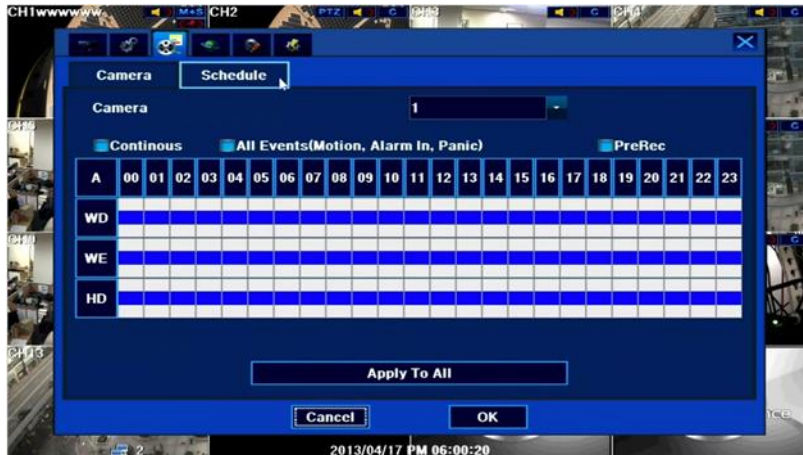 CH1wwwwww M+S CH2 PTZ C C C
Camera Schedule
Camera 1
Continous All Events(Motion, Alarm In, Panic) PreRec
A 00 01 02 03 04 05 06 07 08 09 10 11 12 13 14 15 16 17 18 19 20 21 22 23
WD
WE
HD
CH13
Apply To All
Cancel OK
2 2013/04/17 PM 06:00:20